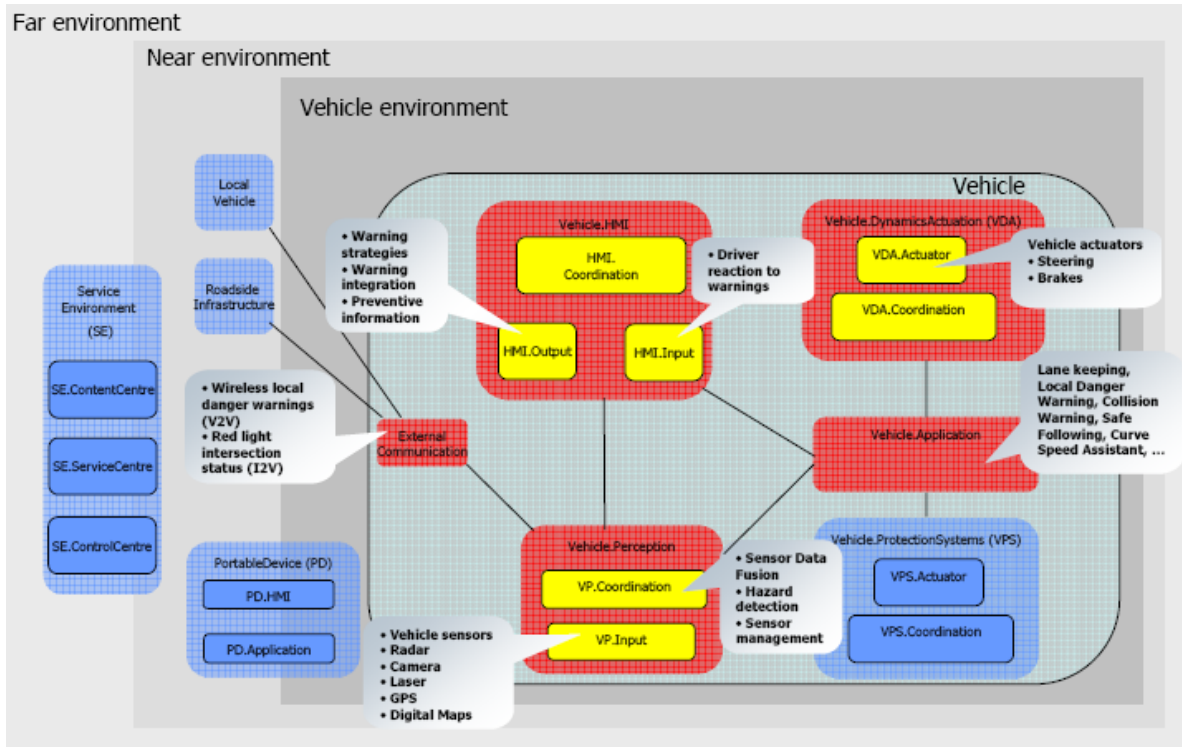 Far environment
Near environment
Vehicle environment
Vehicle
Local
Vehicle
Roadside
Infrastructure
Service
Environment
(SE)
SE.ContentCentre
SE.ServiceCentre
SE.ControlCentre
PortableDevice (PD)
PD.HMI
PD.Application
• Wireless local
danger warnings
(V2V)
• Red light
intersection
status (I2V)
External
Communication
• Warning
strategies
• Warning
integration
• Preventive
information
Vehicle.HMI
HMI.
Coordination
HMI.Output
HMI.Input
• Driver
reaction to
warnings
Vehicle.DynamicsActuation (VDA)
VDA.Actuator
VDA.Coordination
Vehicle actuators
• Steering
• Brakes
Lane keeping,
Local Danger
Warning, Collision
Warning, Safe
Following, Curve
Speed Assistant, ...
Vehicle.Application
Vehicle.Perception
VP.Coordination
VP.Input
• Sensor Data
Fusion
• Hazard
detection
• Sensor
management
• Vehicle sensors
• Radar
• Camera
• Laser
• GPS
• Digital Maps
Vehicle.ProtectionSystems (VPS)
VPS.Actuator
VPS.Coordination